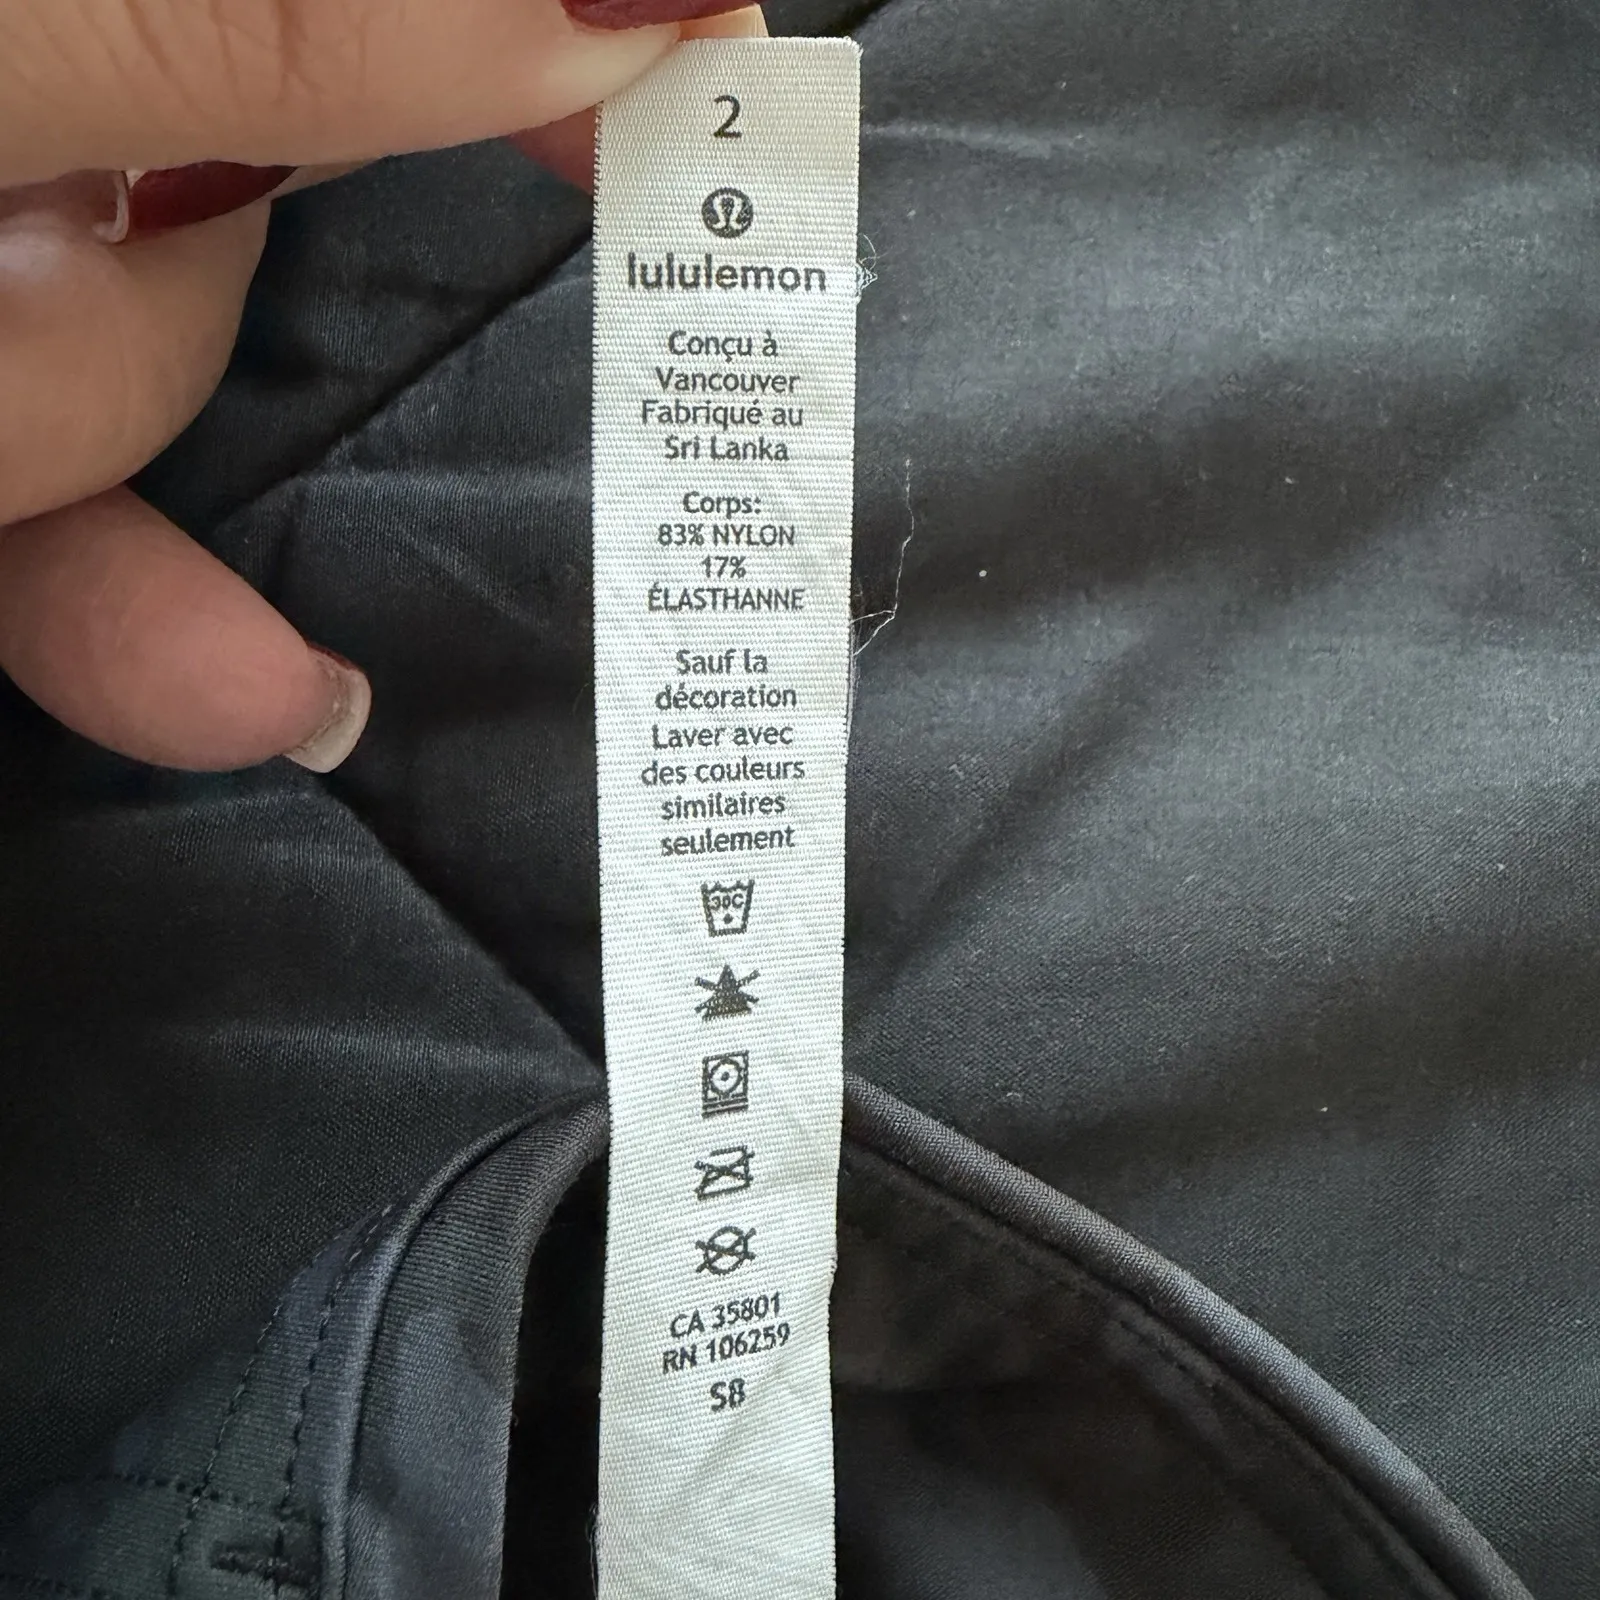 2
lululemon
Conçu à
Vancouver
Fabriqué au
Sri Lanka
Corps:
83% NYLON
17%
ÉLASTHANNE
Sauf la
décoration
Laver avec
des couleurs
similaires
seulement
30C
CA 35801
RN 106259
S8